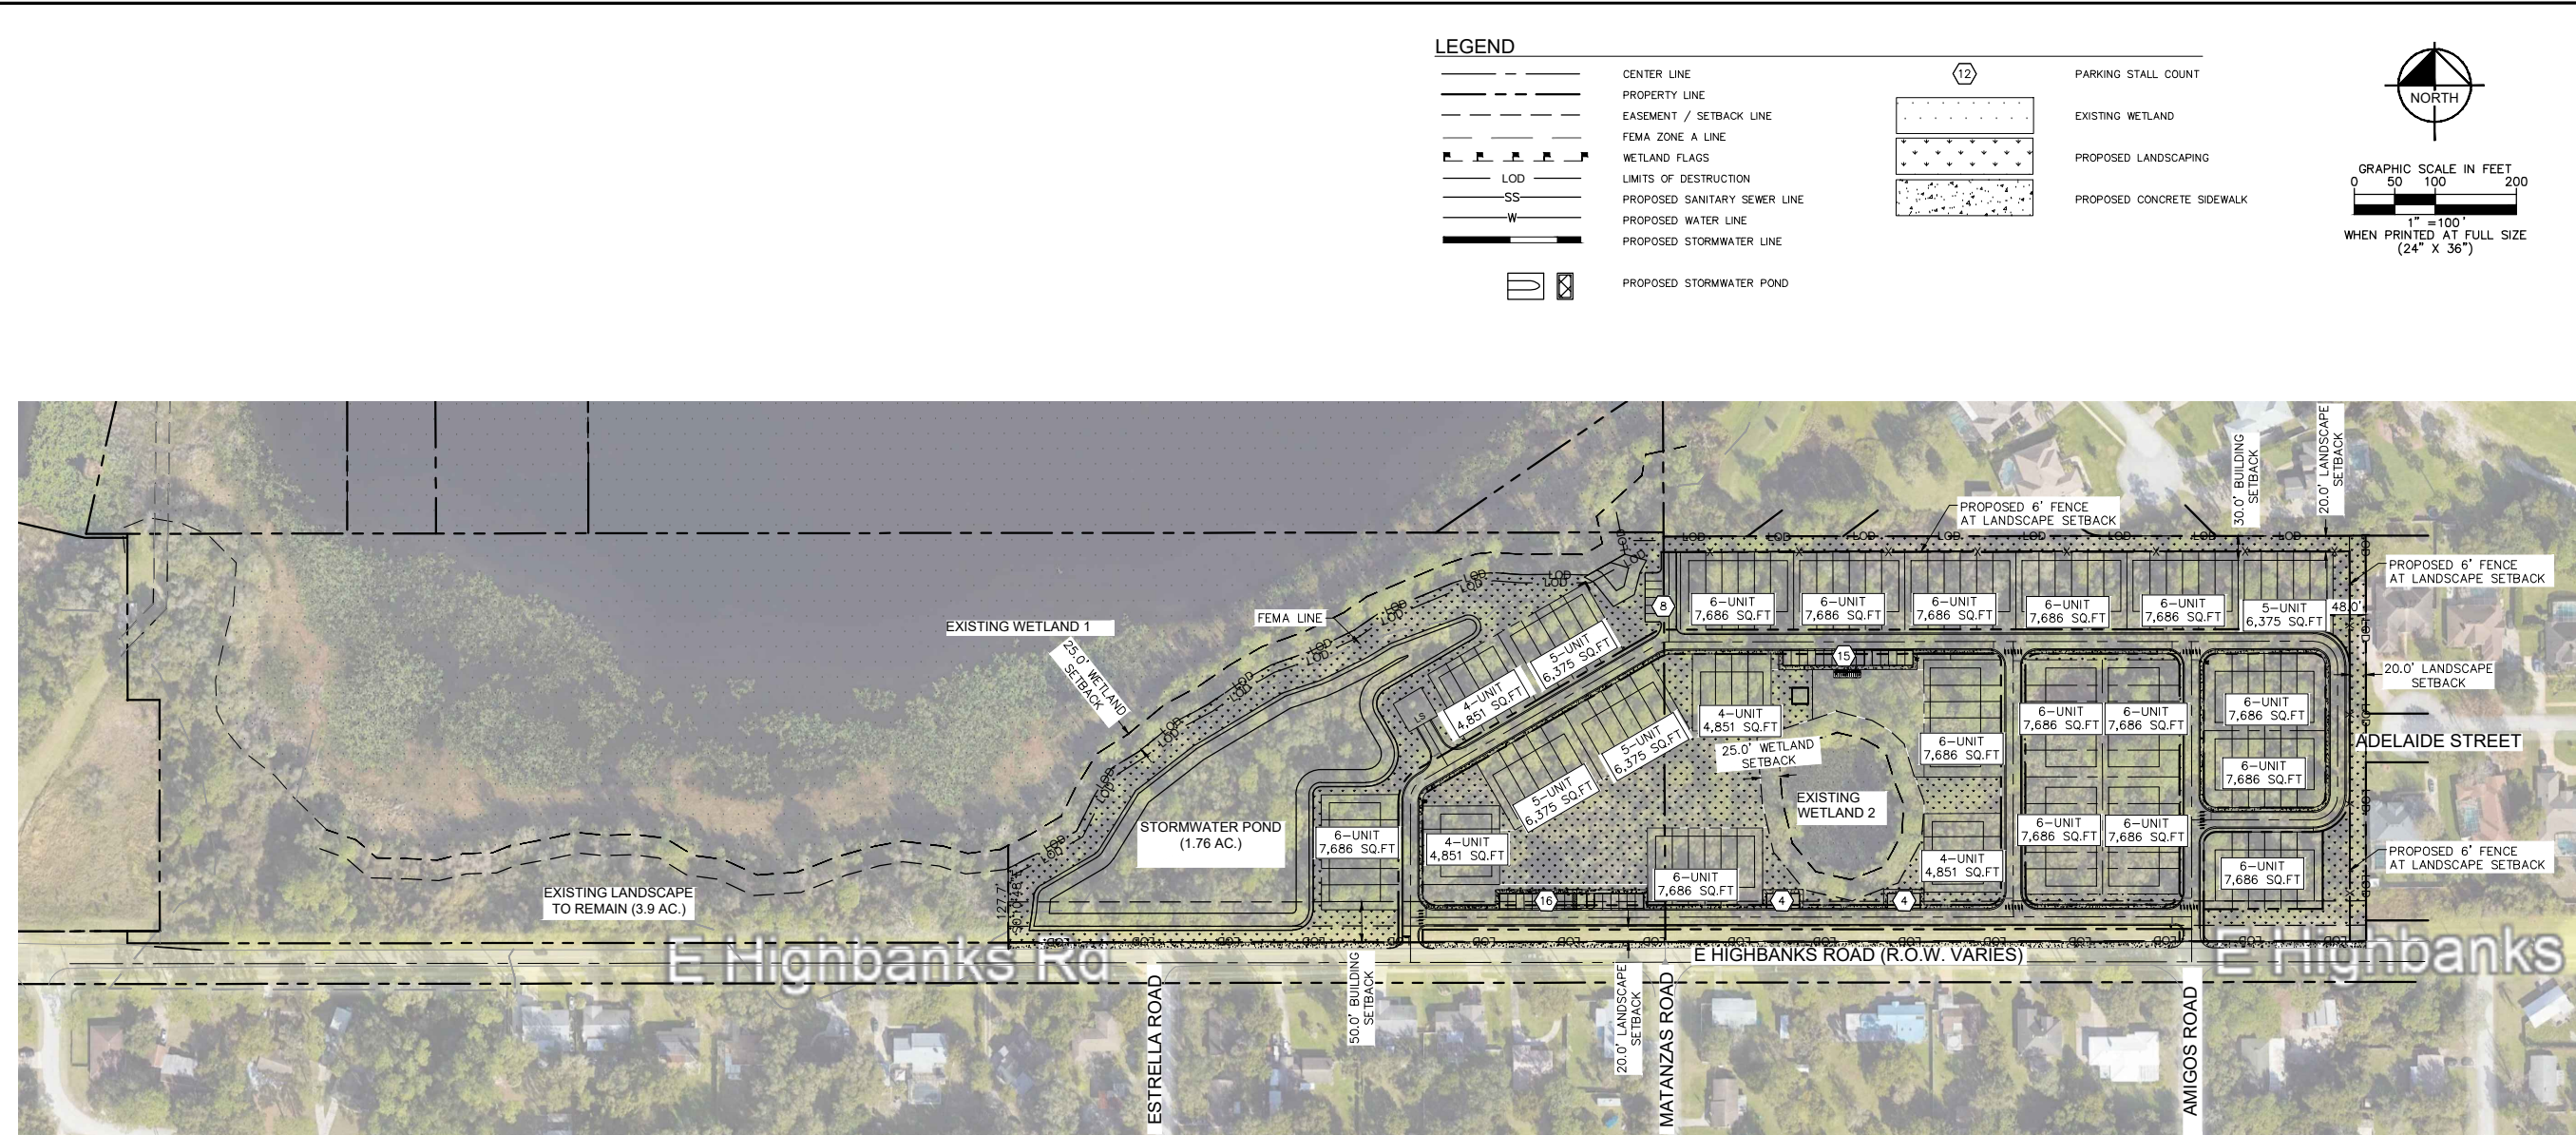 LEGEND
CENTER LINE
PROPERTY LINE
EASEMENT / SETBACK LINE
FEMA ZONE A LINE
WETLAND FLAGS
LOD
LIMITS OF DESTRUCTION
SS
PROPOSED SANITARY SEWER LINE
W
PROPOSED WATER LINE
PROPOSED STORMWATER LINE
PROPOSED STORMWATER POND
12
PARKING STALL COUNT
EXISTING WETLAND
PROPOSED LANDSCAPING
PROPOSED CONCRETE SIDEWALK
NORTH
GRAPHIC SCALE IN FEET
0 50 100 200
1" =100'
WHEN PRINTED AT FULL SIZE
(24" X 36")
30.0' BUILDING
SETBACK
20.0' LANDSCAPE
SETBACK
PROPOSED 6' FENCE
AT LANDSCAPE SETBACK
LOD LOD LOD LOD LOD LOD LOD LOD
PROPOSED 6' FENCE
AT LANDSCAPE SETBACK
EXISTING WETLAND 1
25.0' WETLAND
SETBACK
FEMA LINE
8
6-UNIT
7,686 SQ.FT
6-UNIT
7,686 SQ.FT
6-UNIT
7,686 SQ.FT
6-UNIT
7,686 SQ.FT
6-UNIT
7,686 SQ.FT
5-UNIT
6,375 SQ.FT
48.0'
5-UNIT
6,375 SQ.FT
4-UNIT
4,851 SQ.FT
LS
15
20.0' LANDSCAPE
SETBACK
5-UNIT
6,375 SQ.FT
5-UNIT
6,375 SQ.FT
4-UNIT
4,851 SQ.FT
25.0' WETLAND
SETBACK
6-UNIT
7,686 SQ.FT
6-UNIT
7,686 SQ.FT
6-UNIT
7,686 SQ.FT
6-UNIT
7,686 SQ.FT
6-UNIT
7,686 SQ.FT
ADELAIDE STREET
EXISTING
WETLAND 2
STORMWATER POND
(1.76 AC.)
6-UNIT
7,686 SQ.FT
4-UNIT
4,851 SQ.FT
6-UNIT
7,686 SQ.FT
4-UNIT
4,851 SQ.FT
6-UNIT
7,686 SQ.FT
6-UNIT
7,686 SQ.FT
6-UNIT
7,686 SQ.FT
PROPOSED 6' FENCE
AT LANDSCAPE SETBACK
EXISTING LANDSCAPE
TO REMAIN (3.9 AC.)
127.7'
16
4
4
E Highbanks Rd
E HIGHBANKS ROAD (R.O.W. VARIES)
E Highbanks
ESTRELLA ROAD
50.0' BUILDING
SETBACK
20.0' LANDSCAPE
SETBACK
MATANZAS ROAD
AMIGOS ROAD